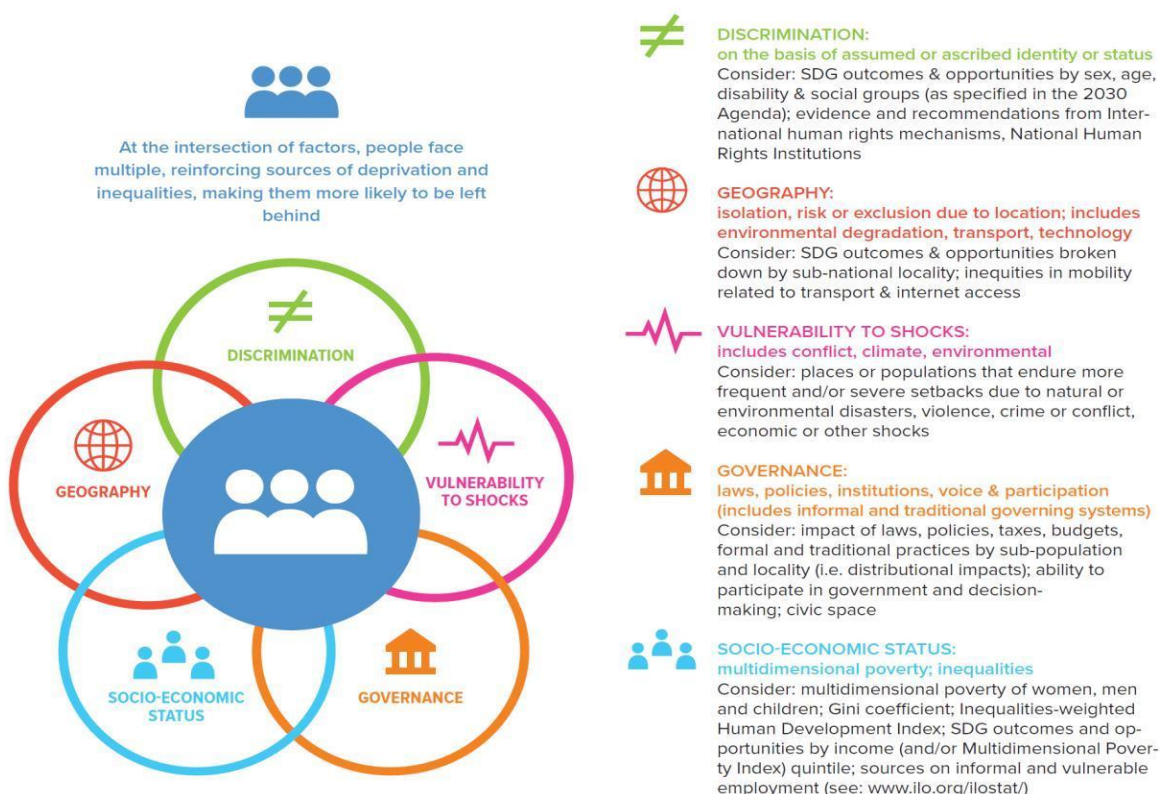 At the intersection of factors, people face
multiple, reinforcing sources of deprivation and
inequalities, making them more likely to be left
behind
DISCRIMINATION
GEOGRAPHY
VULNERABILITY
TO SHOCKS
SOCIO-ECONOMIC
STATUS
GOVERNANCE
DISCRIMINATION:
on the basis of assumed or ascribed identity or status
Consider: SDG outcomes & opportunities by sex, age,
disability & social groups (as specified in the 2030
Agenda); evidence and recommendations from Inter-
national human rights mechanisms, National Human
Rights Institutions
GEOGRAPHY:
isolation, risk or exclusion due to location; includes
environmental degradation, transport, technology
Consider: SDG outcomes & opportunities broken
down by sub-national locality; inequities in mobility
related to transport & internet access
VULNERABILITY TO SHOCKS:
includes conflict, climate, environmental
Consider: places or populations that endure more
frequent and/or severe setbacks due to natural or
environmental disasters, violence, crime or conflict,
economic or other shocks
GOVERNANCE:
laws, policies, institutions, voice & participation
(includes informal and traditional governing systems)
Consider: impact of laws, policies, taxes, budgets,
formal and traditional practices by sub-population
and locality (i.e. distributional impacts); ability to
participate in government and decision-
making; civic space
SOCIO-ECONOMIC STATUS:
multidimensional poverty; inequalities
Consider: multidimensional poverty of women, men
and children; Gini coefficient; Inequalities-weighted
Human Development Index; SDG outcomes and op-
portunities by income (and/or Multidimensional Pover-
ty Index) quintile; sources on informal and vulnerable
employment (see: www.ilo.org/ilostat/)